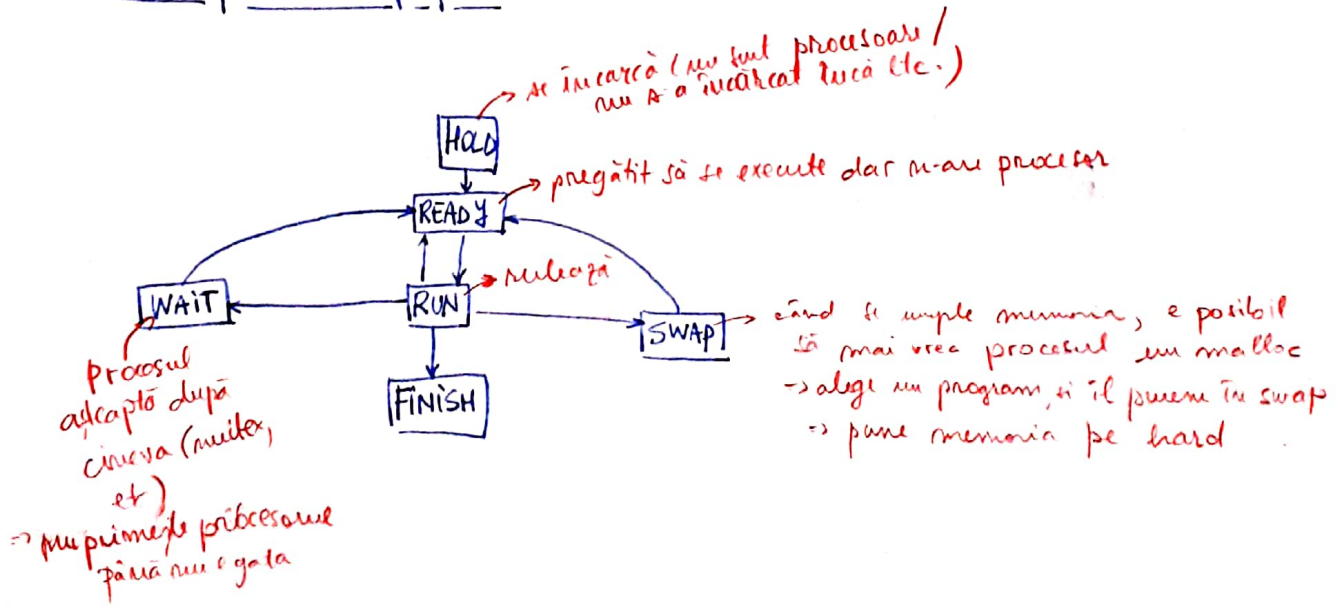 se încarcă (nu sunt procesoare /
nu s-a încărcat încă etc.)
HOLD
pregătit să se execute dar n-are procesor
READY
rulează
WAIT
RUN
SWAP
FINISH
când se umple memoria, e posibil
să mai vrea procesul un malloc
→ alege un program și îl punem în swap
→ pune memoria pe hard
procesul
așteaptă după
cineva (mutex,
etc)
⇒ nu primește procesorul
până nu e gata